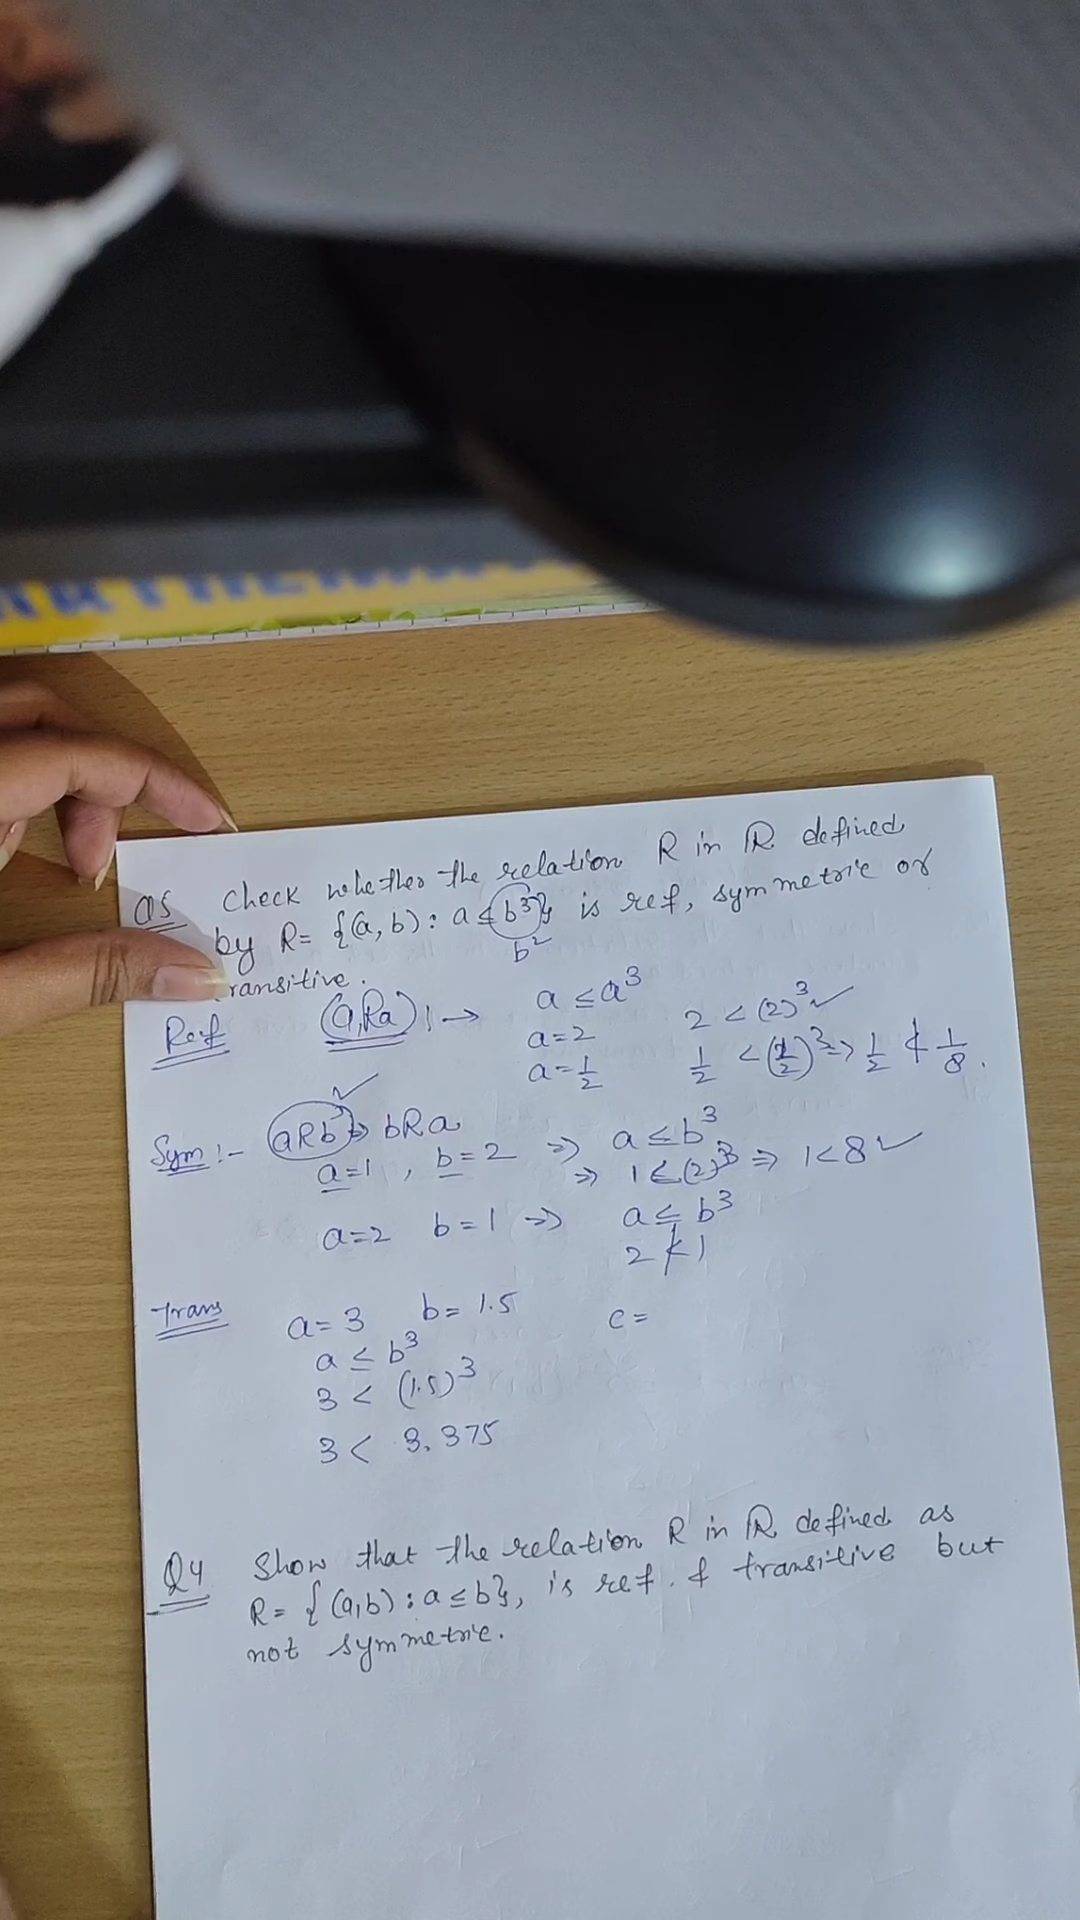 Q5 Check whether the relation R in ℝ defined
by R= {(a,b): a ≤ b³} is ref, symmetric or
b²
transitive.
Ref (a,Ra) :→ a ≤ a³
a=2 2 < (2)³ ✓
a=1/2 1/2 < (1/2)³ ⇒ 1/2 ≮ 1/8.
Sym :- aRb ⇒ bRa
a=1, b=2 ⇒ a ≤ b³
⇒ 1 ≤ (2)³ ⇒ 1<8 ✓
a=2 b=1 ⇒ a ≤ b³
2 ≮ 1
Trans a=3 b= 1.5 c=
a ≤ b³
3 < (1.5)³
3 < 3.375
Q4 Show that the relation R in ℝ defined as
R= {(a,b): a ≤ b}, is ref. & transitive but
not symmetric.